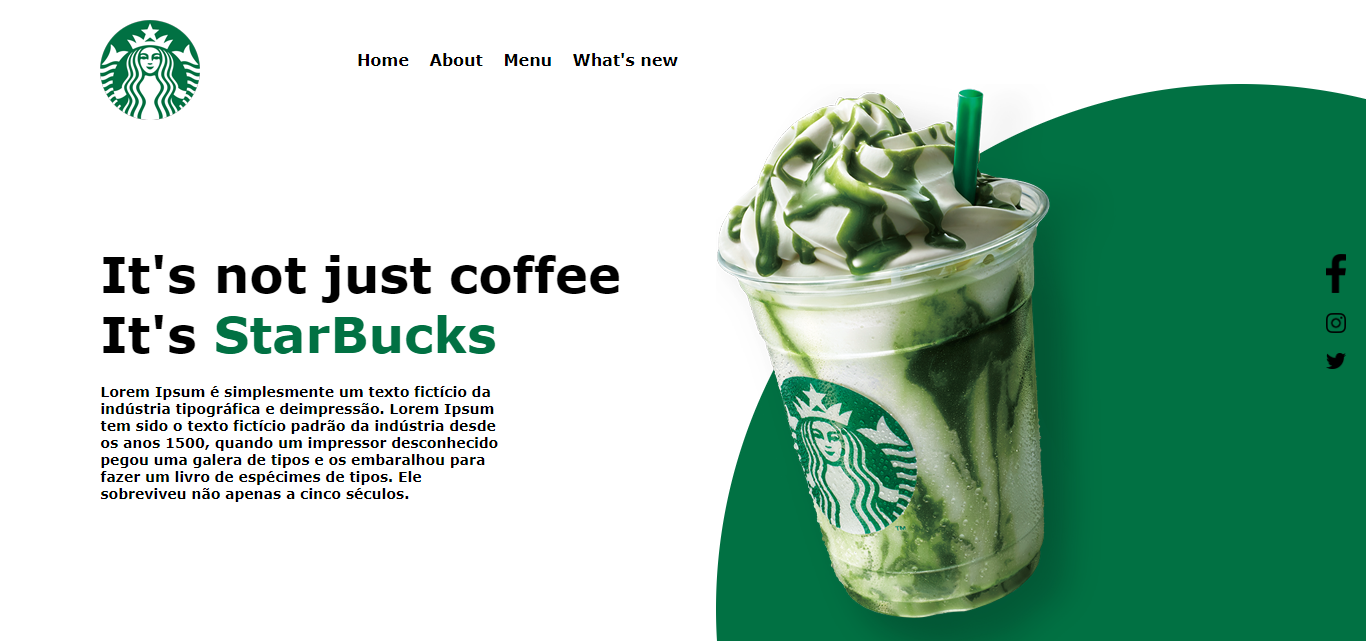 Home About Menu What's new
It's not just coffee
It's StarBucks
Lorem Ipsum é simplesmente um texto fictício da
indústria tipográfica e deimpressão. Lorem Ipsum
tem sido o texto fictício padrão da indústria desde
os anos 1500, quando um impressor desconhecido
pegou uma galera de tipos e os embaralhou para
fazer um livro de espécimes de tipos. Ele
sobreviveu não apenas a cinco séculos.
TM